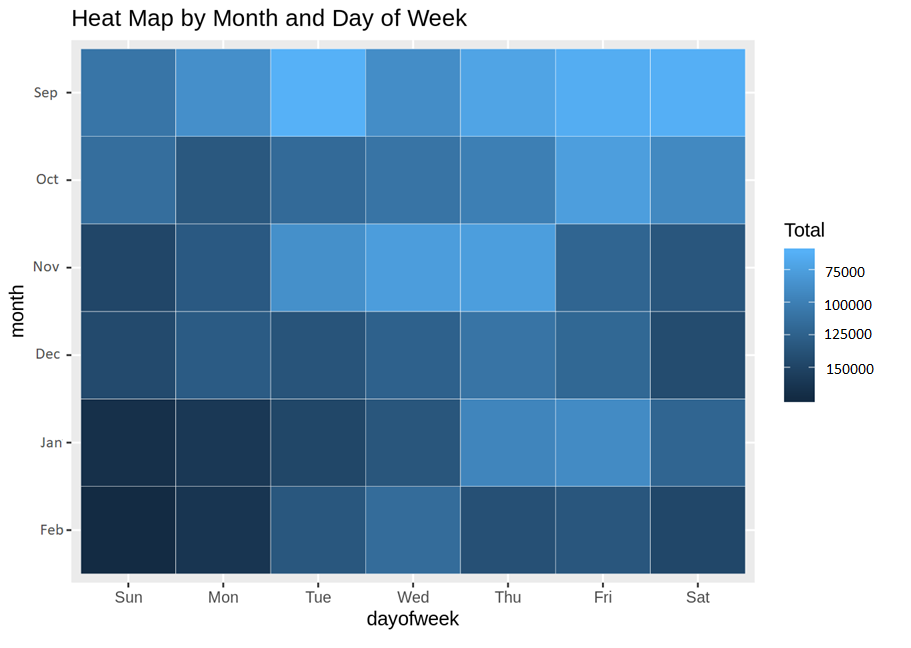 Heat Map by Month and Day of Week
Sep
Oct
Nov
Dec
Jan
Feb
month
Sun Mon Tue Wed Thu Fri Sat
dayofweek
Total
75000
100000
125000
150000